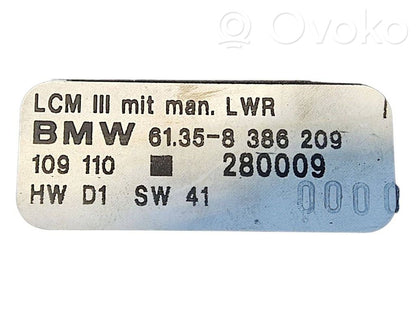 Ovoko
LCM III mit man. LWR
BMW 61.35-8 386 209
109 110 ■ 280009
HW D1 SW 41 0000